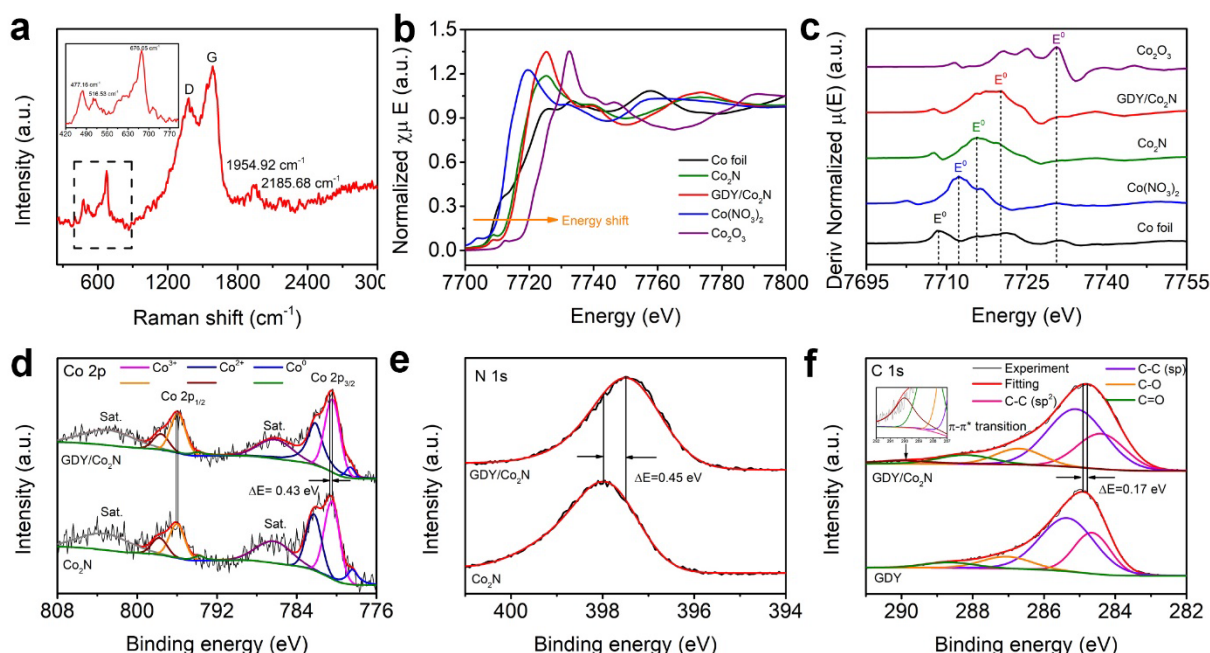 a
Intensity (a.u.)
676.05 cm⁻¹
477.16 cm⁻¹
516.53 cm⁻¹
420 490 560 630 700 770
D
G
1954.92 cm⁻¹
2185.68 cm⁻¹
600 1200 1800 2400 3000
Raman shift (cm⁻¹)
b
Normalized χμ E (a.u.)
1.5
1.2
0.9
0.6
0.3
0.0
Energy shift
Co foil
Co₂N
GDY/Co₂N
Co(NO₃)₂
Co₂O₃
7700 7720 7740 7760 7780 7800
Energy (eV)
c
Deriv Normalized μ(E) (a.u.)
E⁰
Co₂O₃
E⁰
GDY/Co₂N
E⁰
Co₂N
E⁰
Co(NO₃)₂
E⁰
Co foil
7695 7710 7725 7740 7755
Energy (eV)
d
Intensity (a.u.)
Co 2p
Co³⁺
Co²⁺
Co⁰
Co 2p₃/₂
Co 2p₁/₂
Sat.
Sat.
GDY/Co₂N
ΔE= 0.43 eV
Sat.
Sat.
Co₂N
808 800 792 784 776
Binding energy (eV)
e
Intensity (a.u.)
N 1s
GDY/Co₂N
ΔE=0.45 eV
Co₂N
400 398 396 394
Binding energy (eV)
f
Intensity (a.u.)
C 1s
Experiment
Fitting
C-C (sp²)
C-C (sp)
C-O
C=O
π-π* transition
GDY/Co₂N
ΔE=0.17 eV
GDY
290 288 286 284 282
Binding energy (eV)